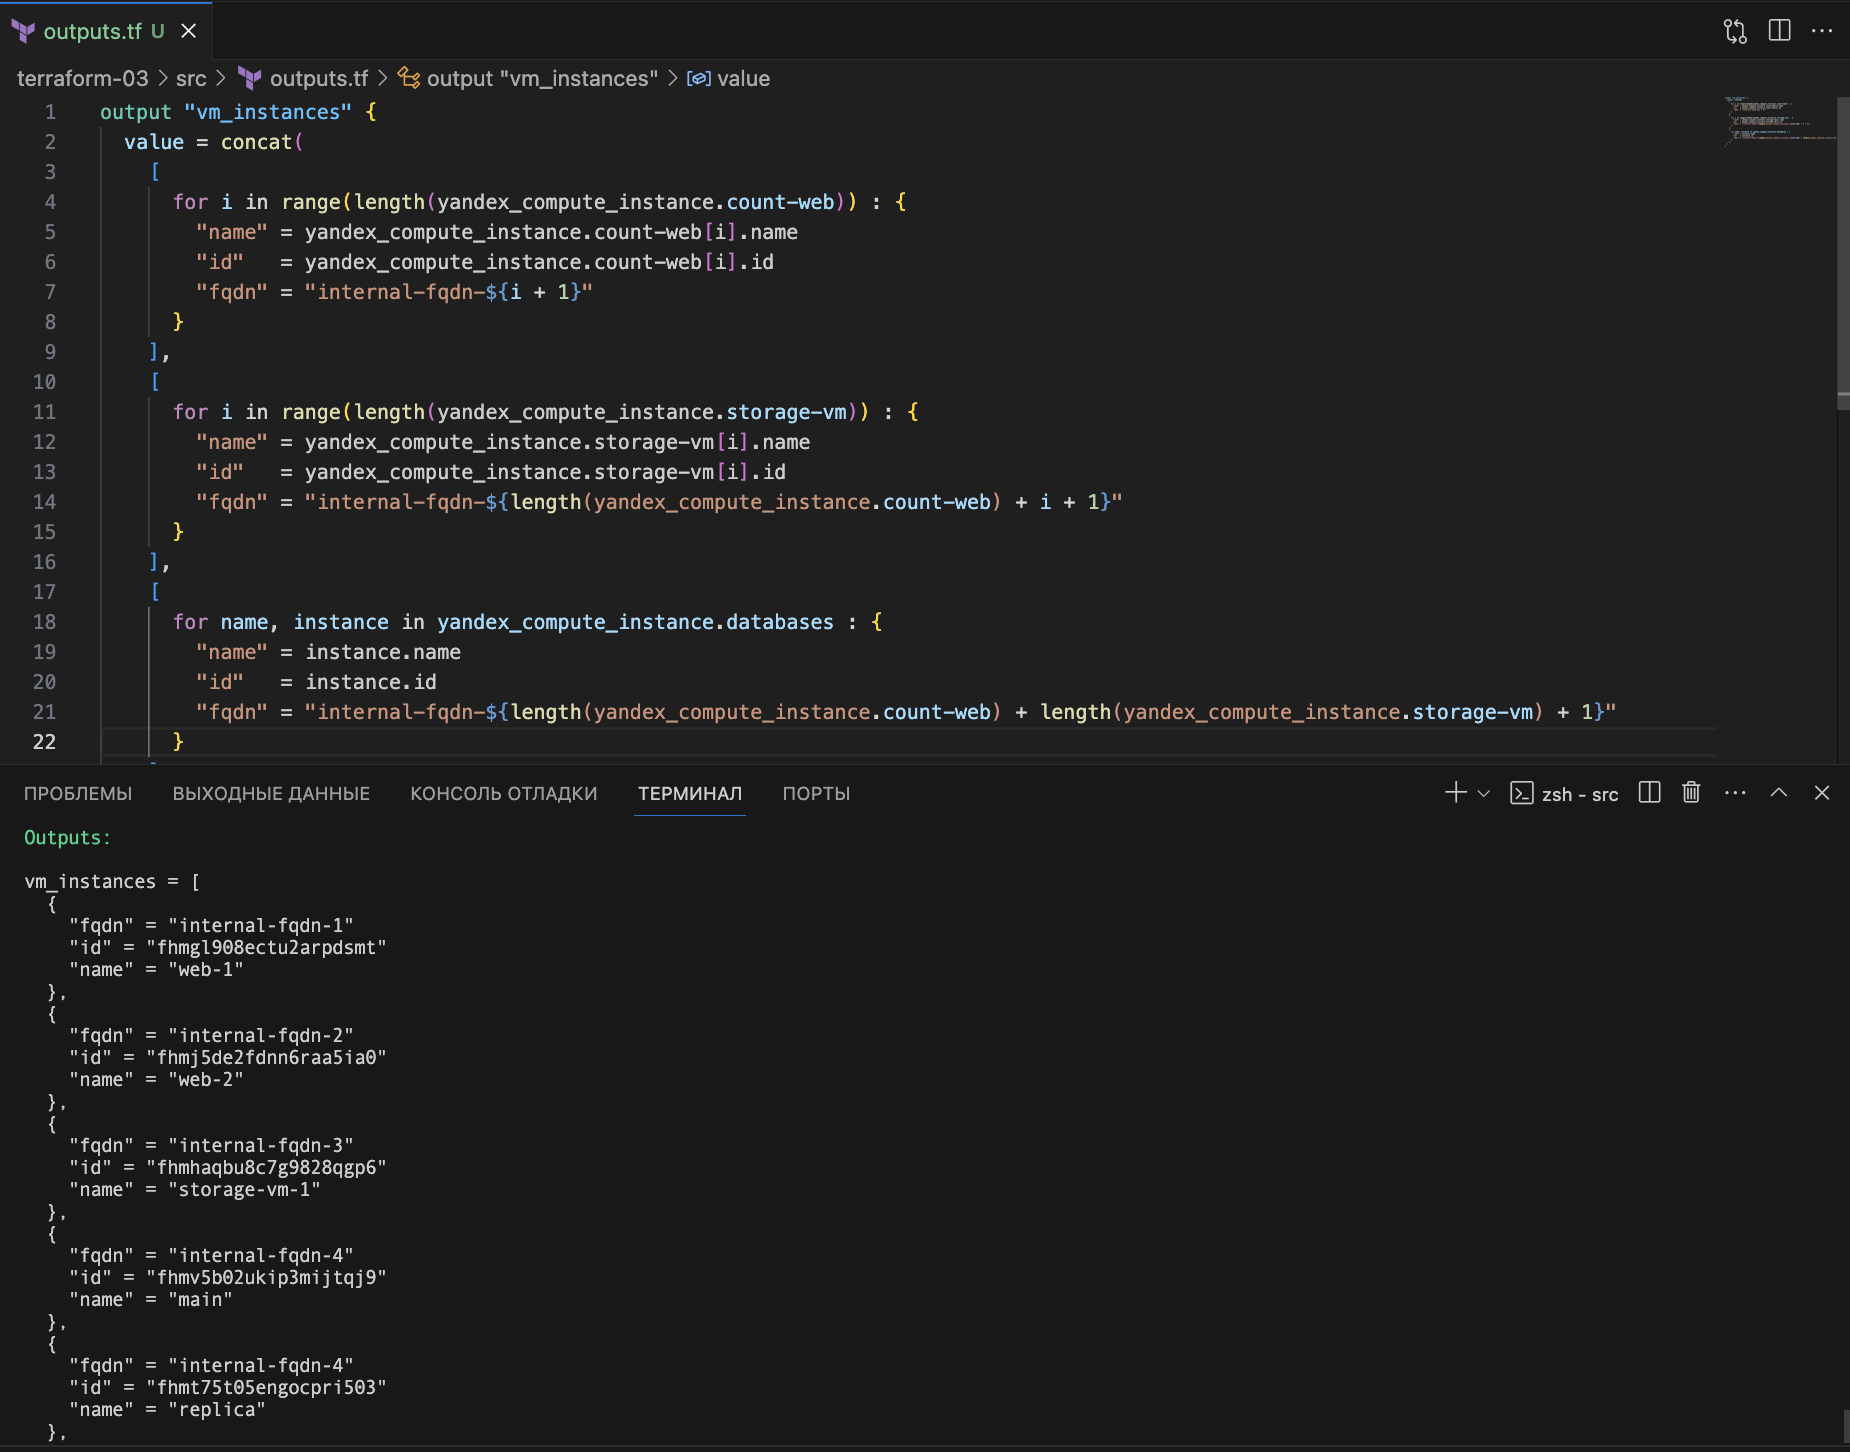 outputs.tf U
terraform-03 > src > outputs.tf > output "vm_instances" > value
1 output "vm_instances" {
2   value = concat(
3     [
4       for i in range(length(yandex_compute_instance.count-web)) : {
5         "name" = yandex_compute_instance.count-web[i].name
6         "id"   = yandex_compute_instance.count-web[i].id
7         "fqdn" = "internal-fqdn-${i + 1}"
8       }
9     ],
10     [
11       for i in range(length(yandex_compute_instance.storage-vm)) : {
12         "name" = yandex_compute_instance.storage-vm[i].name
13         "id"   = yandex_compute_instance.storage-vm[i].id
14         "fqdn" = "internal-fqdn-${length(yandex_compute_instance.count-web) + i + 1}"
15       }
16     ],
17     [
18       for name, instance in yandex_compute_instance.databases : {
19         "name" = instance.name
20         "id"   = instance.id
21         "fqdn" = "internal-fqdn-${length(yandex_compute_instance.count-web) + length(yandex_compute_instance.storage-vm) + 1}"
22       }
ПРОБЛЕМЫ ВЫХОДНЫЕ ДАННЫЕ КОНСОЛЬ ОТЛАДКИ ТЕРМИНАЛ ПОРТЫ zsh - src
Outputs:
vm_instances = [
  {
    "fqdn" = "internal-fqdn-1"
    "id" = "fhmgl908ectu2arpdsmt"
    "name" = "web-1"
  },
  {
    "fqdn" = "internal-fqdn-2"
    "id" = "fhmj5de2fdnn6raa5ia0"
    "name" = "web-2"
  },
  {
    "fqdn" = "internal-fqdn-3"
    "id" = "fhmhaqbu8c7g9828qgp6"
    "name" = "storage-vm-1"
  },
  {
    "fqdn" = "internal-fqdn-4"
    "id" = "fhmv5b02ukip3mijtqj9"
    "name" = "main"
  },
  {
    "fqdn" = "internal-fqdn-4"
    "id" = "fhmt75t05engocpri503"
    "name" = "replica"
  },